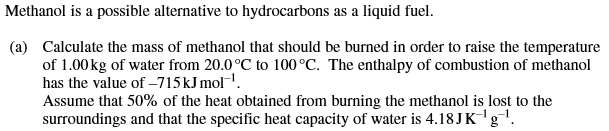 Methanol is a possible alternative to hydrocarbons as a liquid fuel.
(a) Calculate the mass of methanol that should be burned in order to raise the temperature
of 1.00 kg of water from 20.0 °C to 100 °C. The enthalpy of combustion of methanol
has the value of –715 kJ mol⁻¹.
Assume that 50% of the heat obtained from burning the methanol is lost to the
surroundings and that the specific heat capacity of water is 4.18 J K⁻¹ g⁻¹.